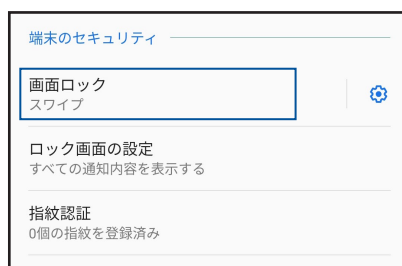 端末のセキュリティ
画面ロック
スワイプ
ロック画面の設定
すべての通知内容を表示する
指紋認証
0個の指紋を登録済み